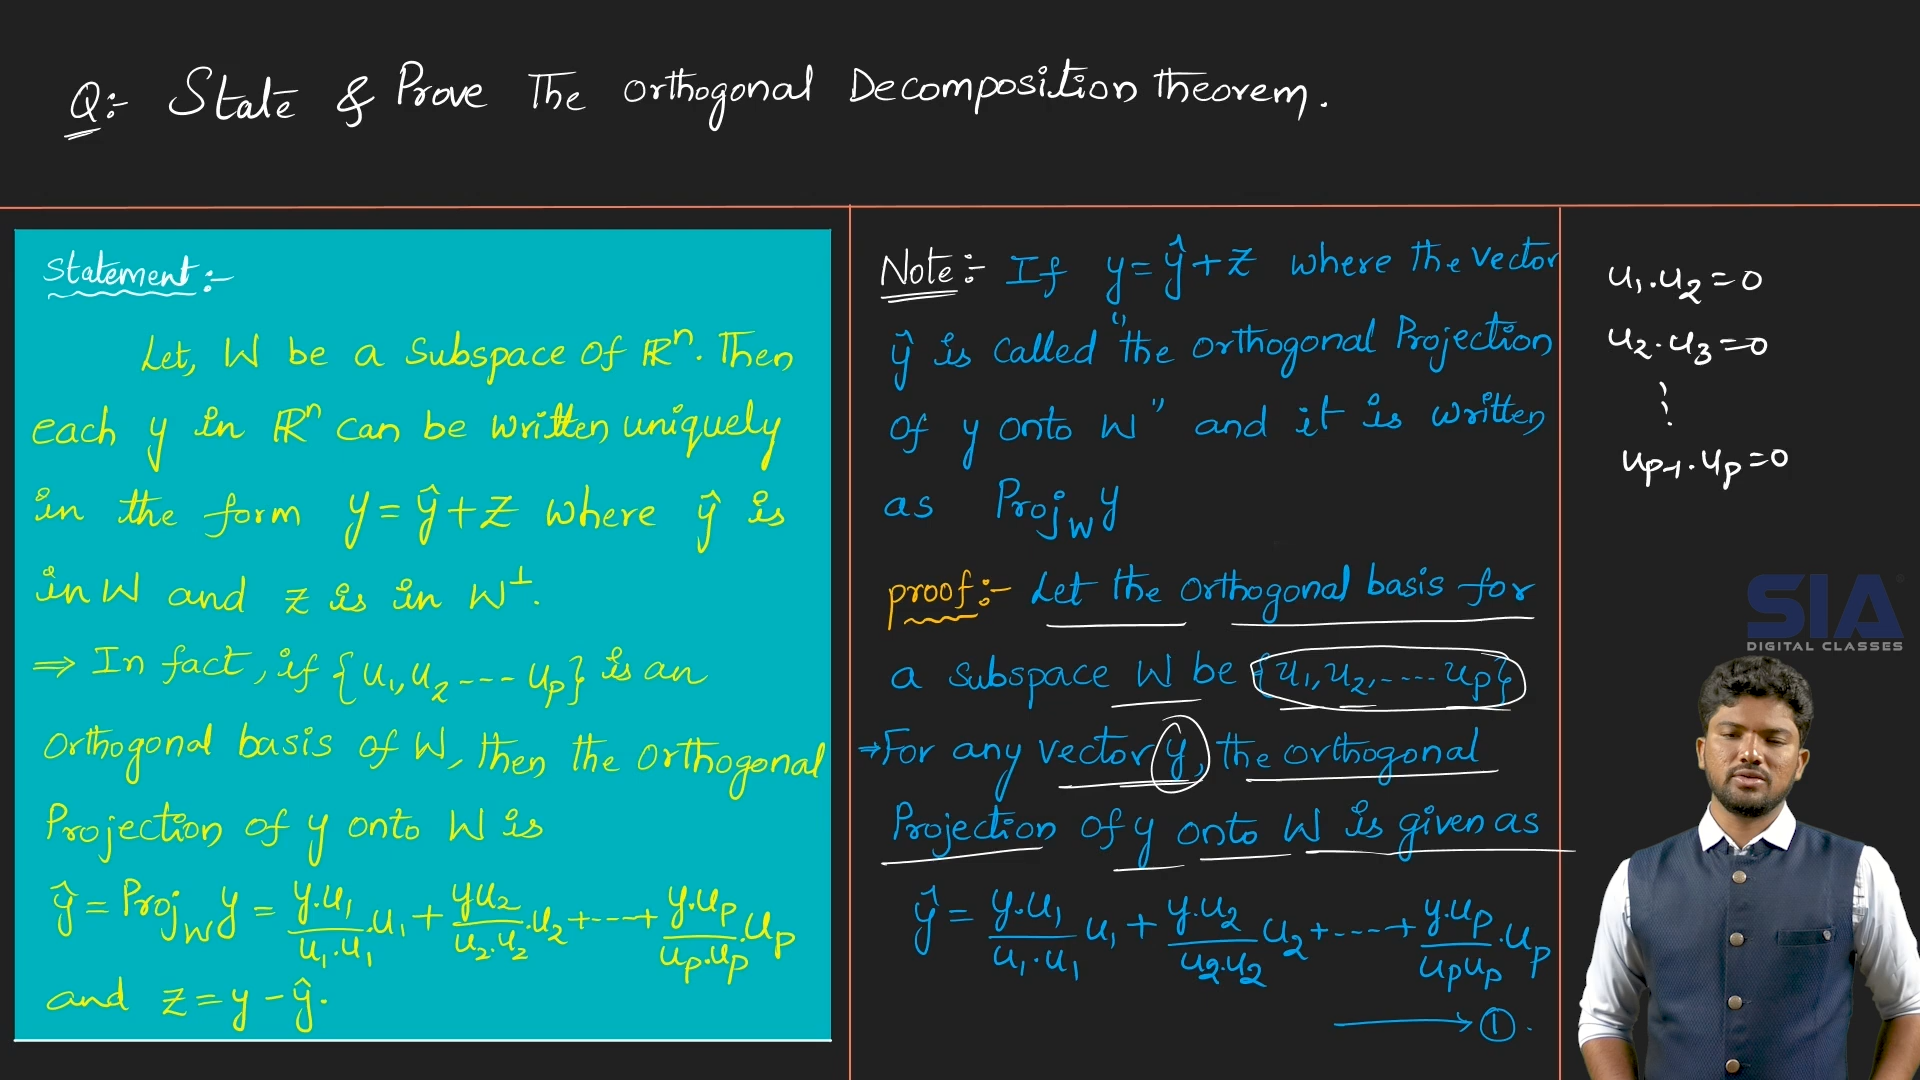 Q:- State & Prove The Orthogonal Decomposition Theorem.
Statement:-
Let, W be a Subspace of ℝⁿ. Then
each y in ℝⁿ can be written uniquely
in the form y = ŷ + z where ŷ is
in W and z is in W⊥.
⇒ In fact, if {u₁, u₂ --- up} is an
Orthogonal basis of W, then the orthogonal
Projection of y onto W is
ŷ = Proj_W y = y.u₁/u₁.u₁ .u₁ + yu₂/u₂.u₂ .u₂ + --- + y.up/up.up .up
and z = y - ŷ.
Note:- If y = ŷ + z where the vector
ŷ is called "the orthogonal Projection
of y onto W" and it is written
as Proj_W y
proof:- Let the orthogonal basis for
a subspace W be {u₁, u₂, ---- up}
→ For any vector y, the orthogonal
Projection of y onto W is given as
ŷ = y.u₁/u₁.u₁ u₁ + y.u₂/u₂.u₂ u₂ + ---- + y.up/upup .up
→ ①.
u₁.u₂ = 0
u₂.u₃ = 0
up-1.up = 0
SIA
DIGITAL CLASSES